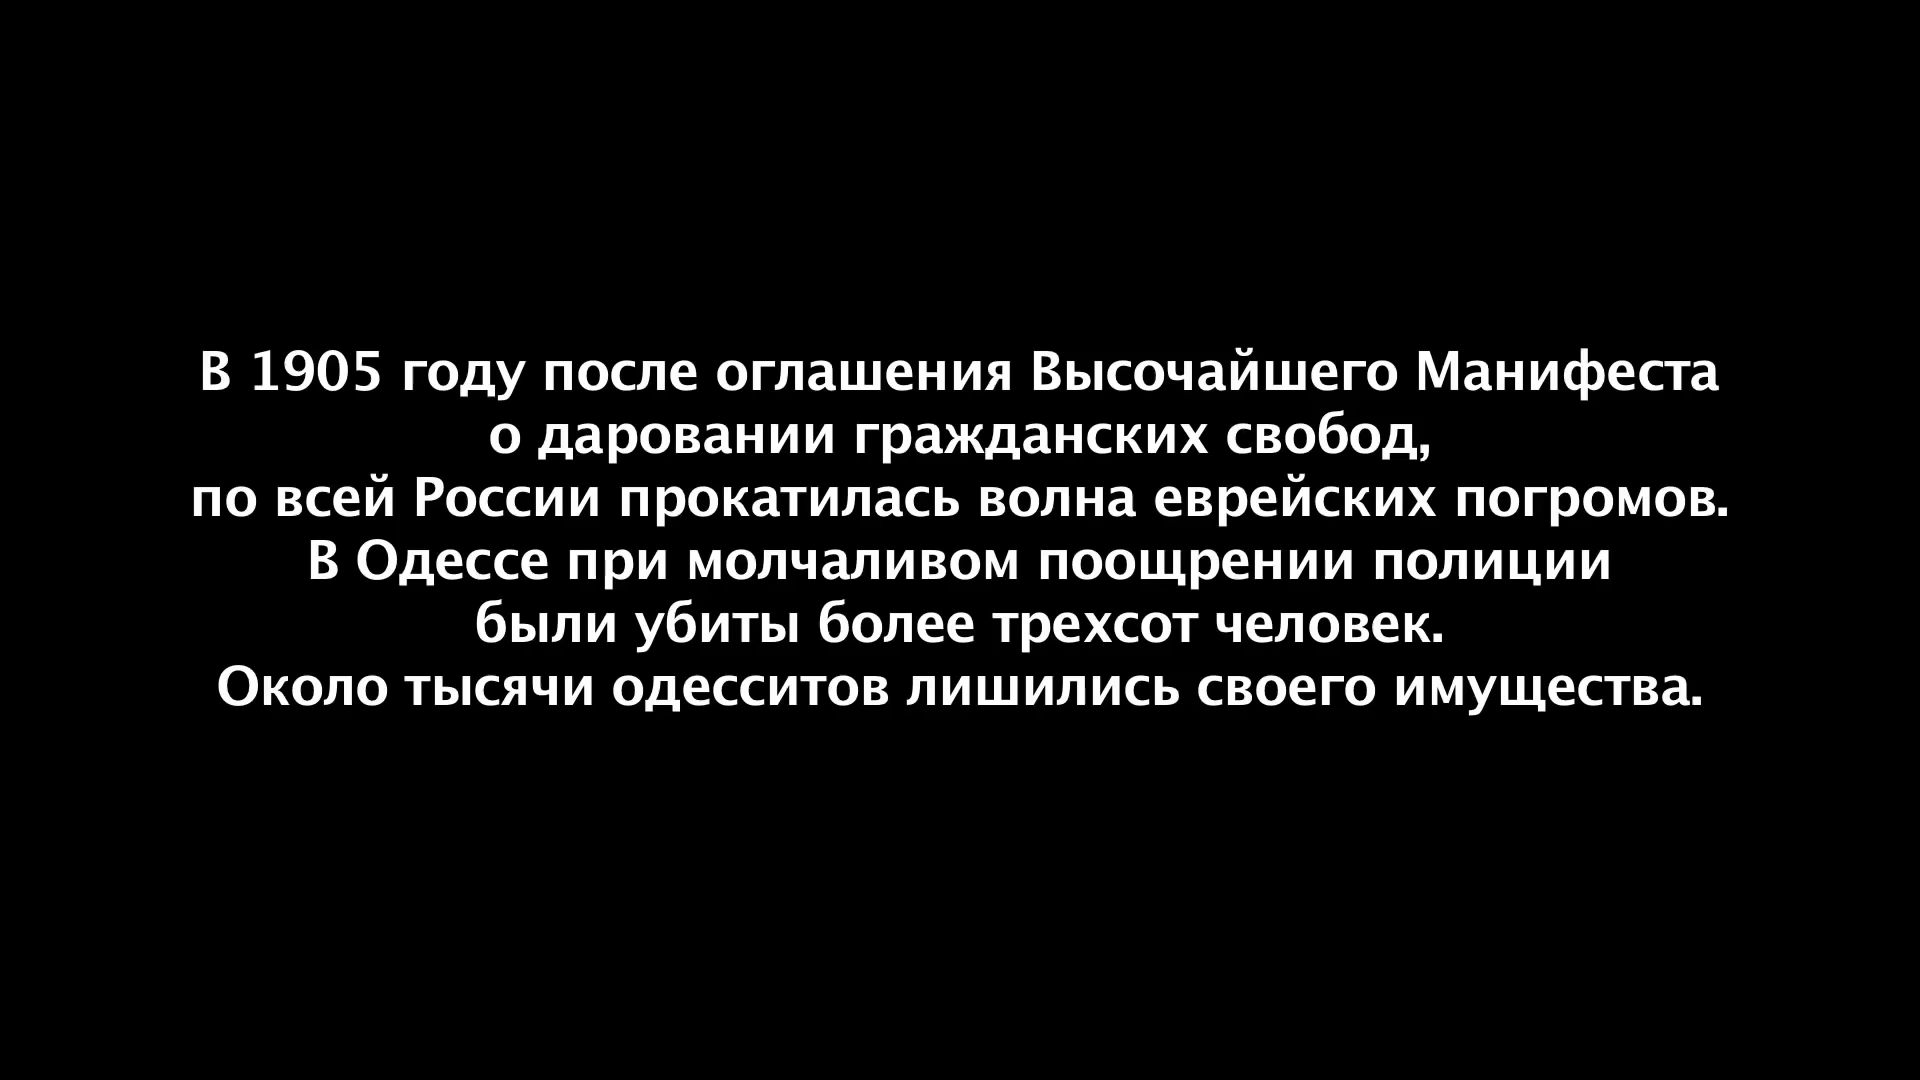 В 1905 году после оглашения Высочайшего Манифеста
о даровании гражданских свобод,
по всей России прокатилась волна еврейских погромов.
В Одессе при молчаливом поощрении полиции
были убиты более трехсот человек.
Около тысячи одесситов лишились своего имущества.